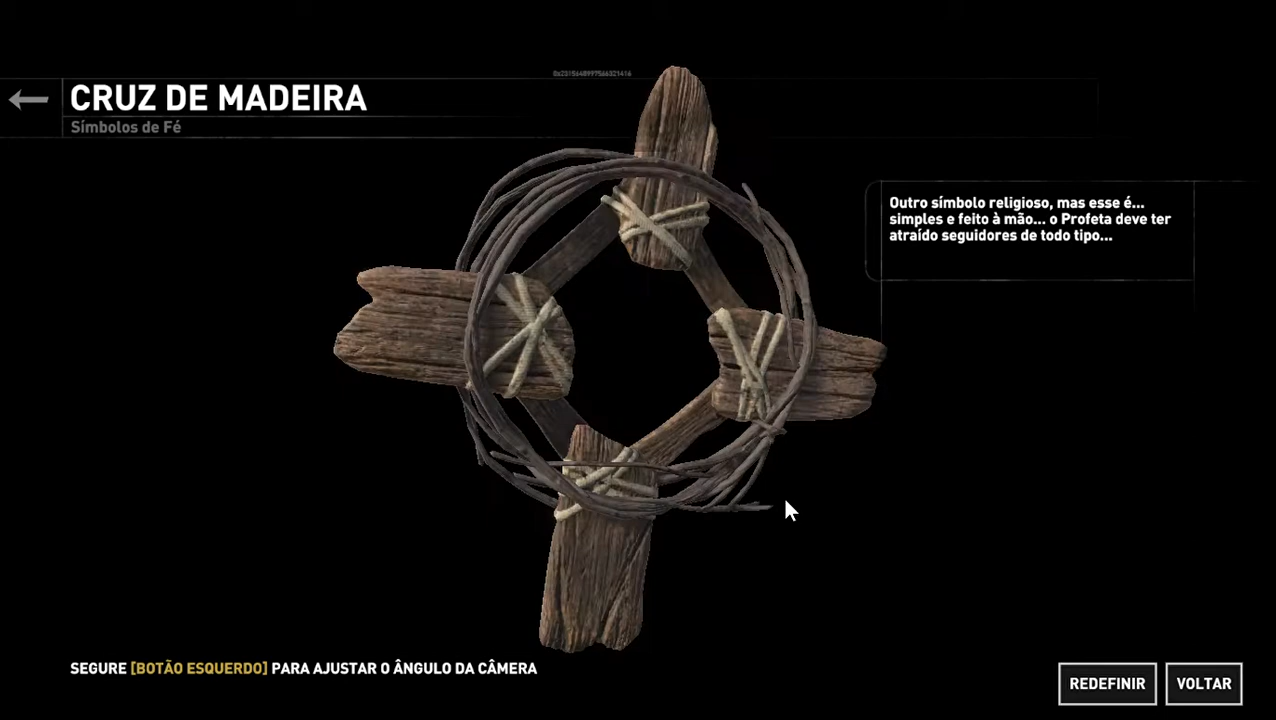 CRUZ DE MADEIRA
Símbolos de Fé
Outro símbolo religioso, mas esse é...
simples e feito à mão... o Profeta deve ter
atraído seguidores de todo tipo...
SEGURE [BOTÃO ESQUERDO] PARA AJUSTAR O ÂNGULO DA CÂMERA
REDEFINIR
VOLTAR